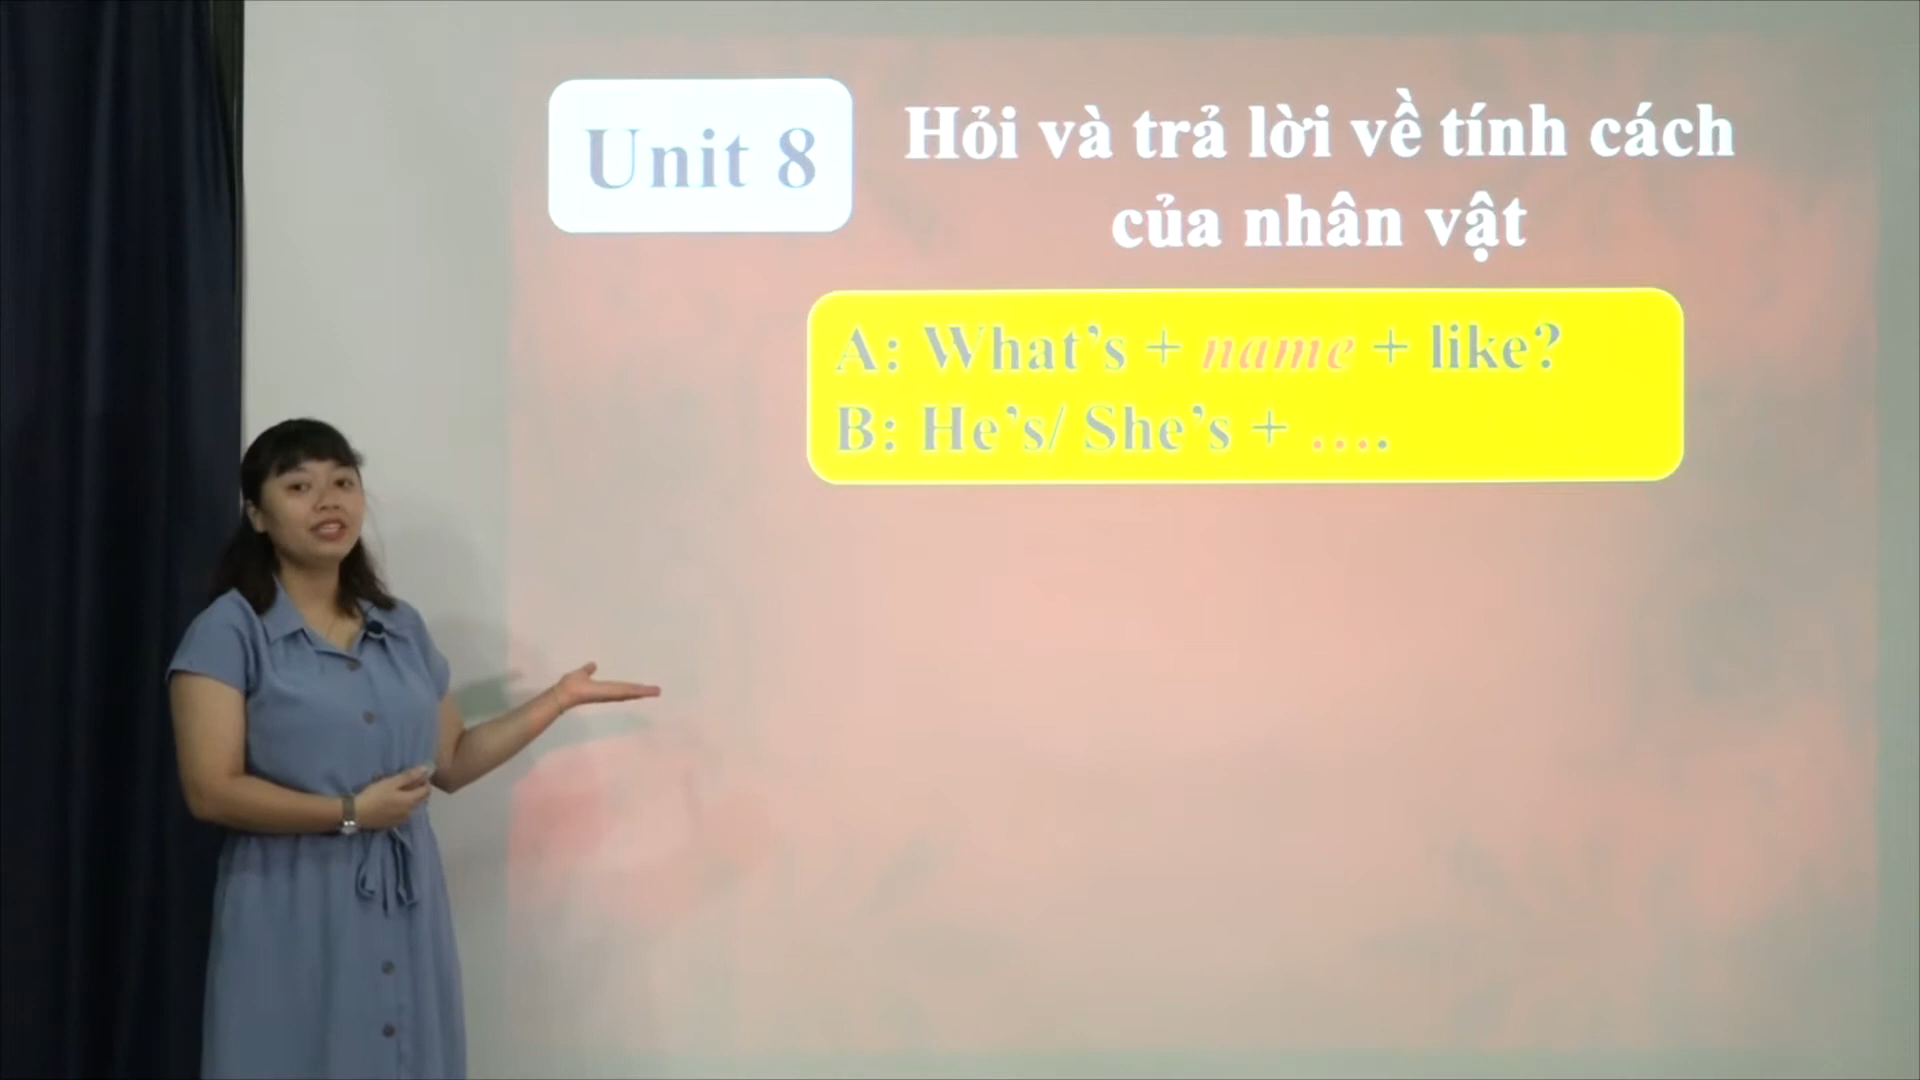 Unit 8
Hỏi và trả lời về tính cách
của nhân vật
A: What’s + name + like?
B: He’s/ She’s + ....